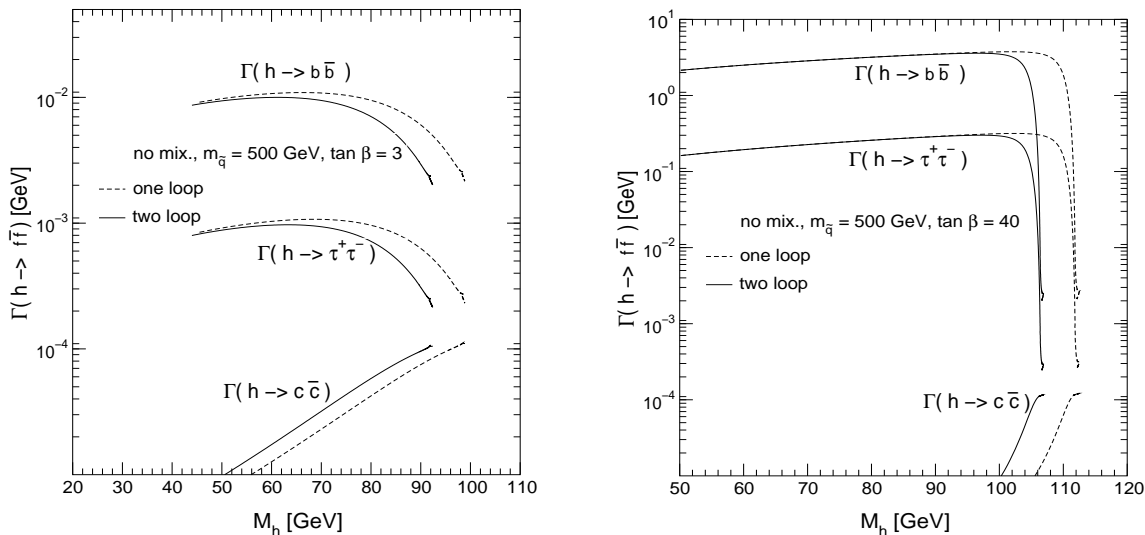 10⁻²
10⁻³
10⁻⁴
Γ( h -> f f̅ ) [GeV]
Γ( h -> b b̅ )
no mix., m_q̃ = 500 GeV, tan β = 3
one loop
two loop
Γ( h -> τ⁺ τ⁻ )
Γ( h -> c c̅ )
20 30 40 50 60 70 80 90 100 110
M_h [GeV]
10¹
10⁰
10⁻¹
10⁻²
10⁻³
10⁻⁴
Γ( h -> f f̅ ) [GeV]
Γ( h -> b b̅ )
Γ( h -> τ⁺ τ⁻ )
no mix., m_q̃ = 500 GeV, tan β = 40
one loop
two loop
Γ( h -> c c̅ )
50 60 70 80 90 100 110 120
M_h [GeV]